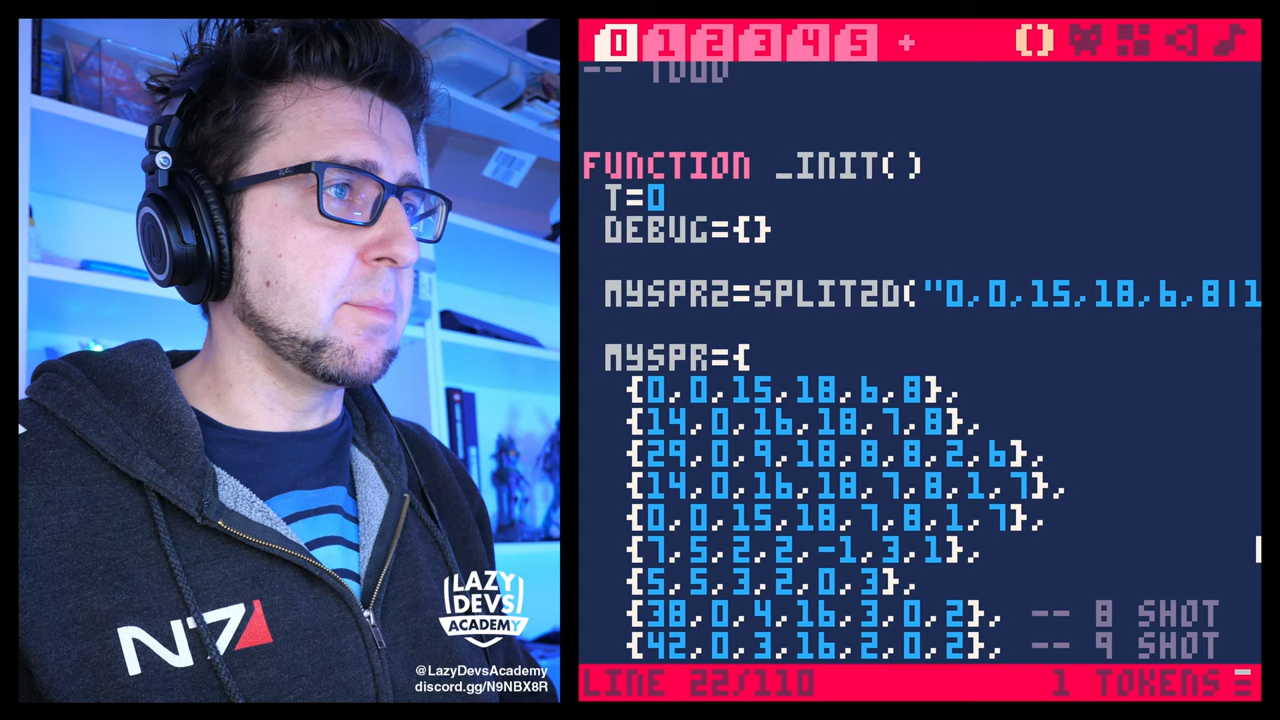 N7
LAZY
DEVS
ACADEMY
@LazyDevsAcademy
discord.gg/N9NBX8R
0 1 2 3 4 5 +
-- TODO
FUNCTION _INIT()
T=0
DEBUG={}
MYSPR2=SPLIT2D("0,0,15,18,6,8|1
MYSPR={
{0,0,15,18,6,8},
{14,0,16,18,7,8},
{29,0,9,18,8,8,2,6},
{14,0,16,18,7,8,1,7},
{0,0,15,18,7,8,1,7},
{7,5,2,2,-1,3,1},
{5,5,3,2,0,3},
{38,0,4,16,3,0,2}, -- 8 SHOT
{42,0,3,16,2,0,2}, -- 9 SHOT
LINE 22/110 1 TOKENS